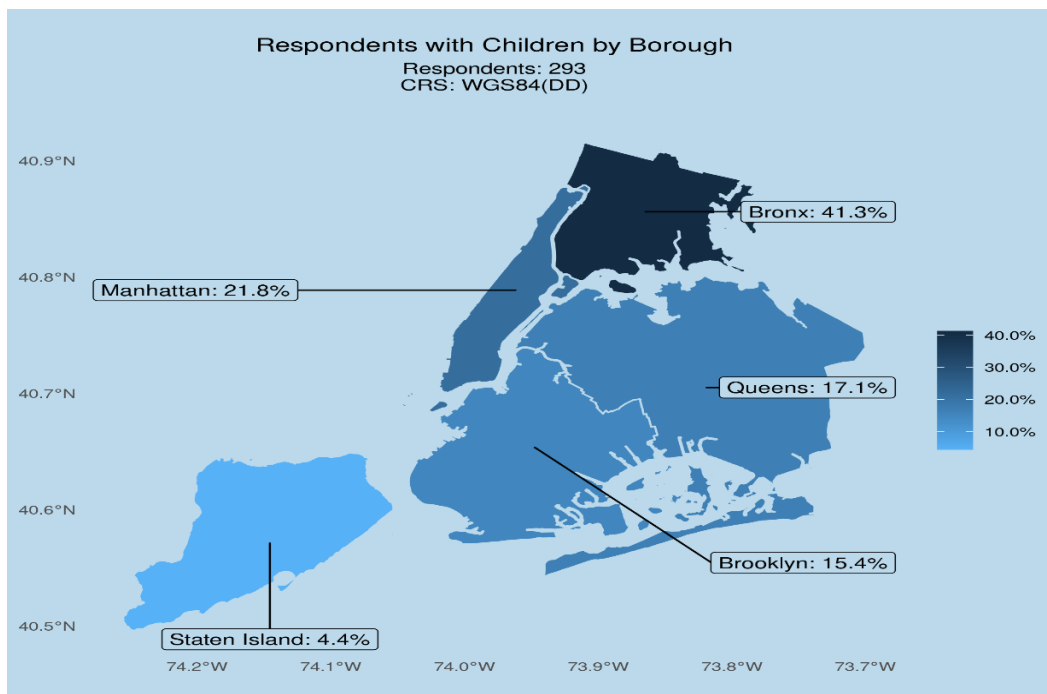 Respondents with Children by Borough
Respondents: 293
CRS: WGS84(DD)
40.9°N
Bronx: 41.3%
40.8°N
Manhattan: 21.8%
40.0%
30.0%
Queens: 17.1%
40.7°N
20.0%
10.0%
40.6°N
Brooklyn: 15.4%
40.5°N
Staten Island: 4.4%
74.2°W 74.1°W 74.0°W 73.9°W 73.8°W 73.7°W